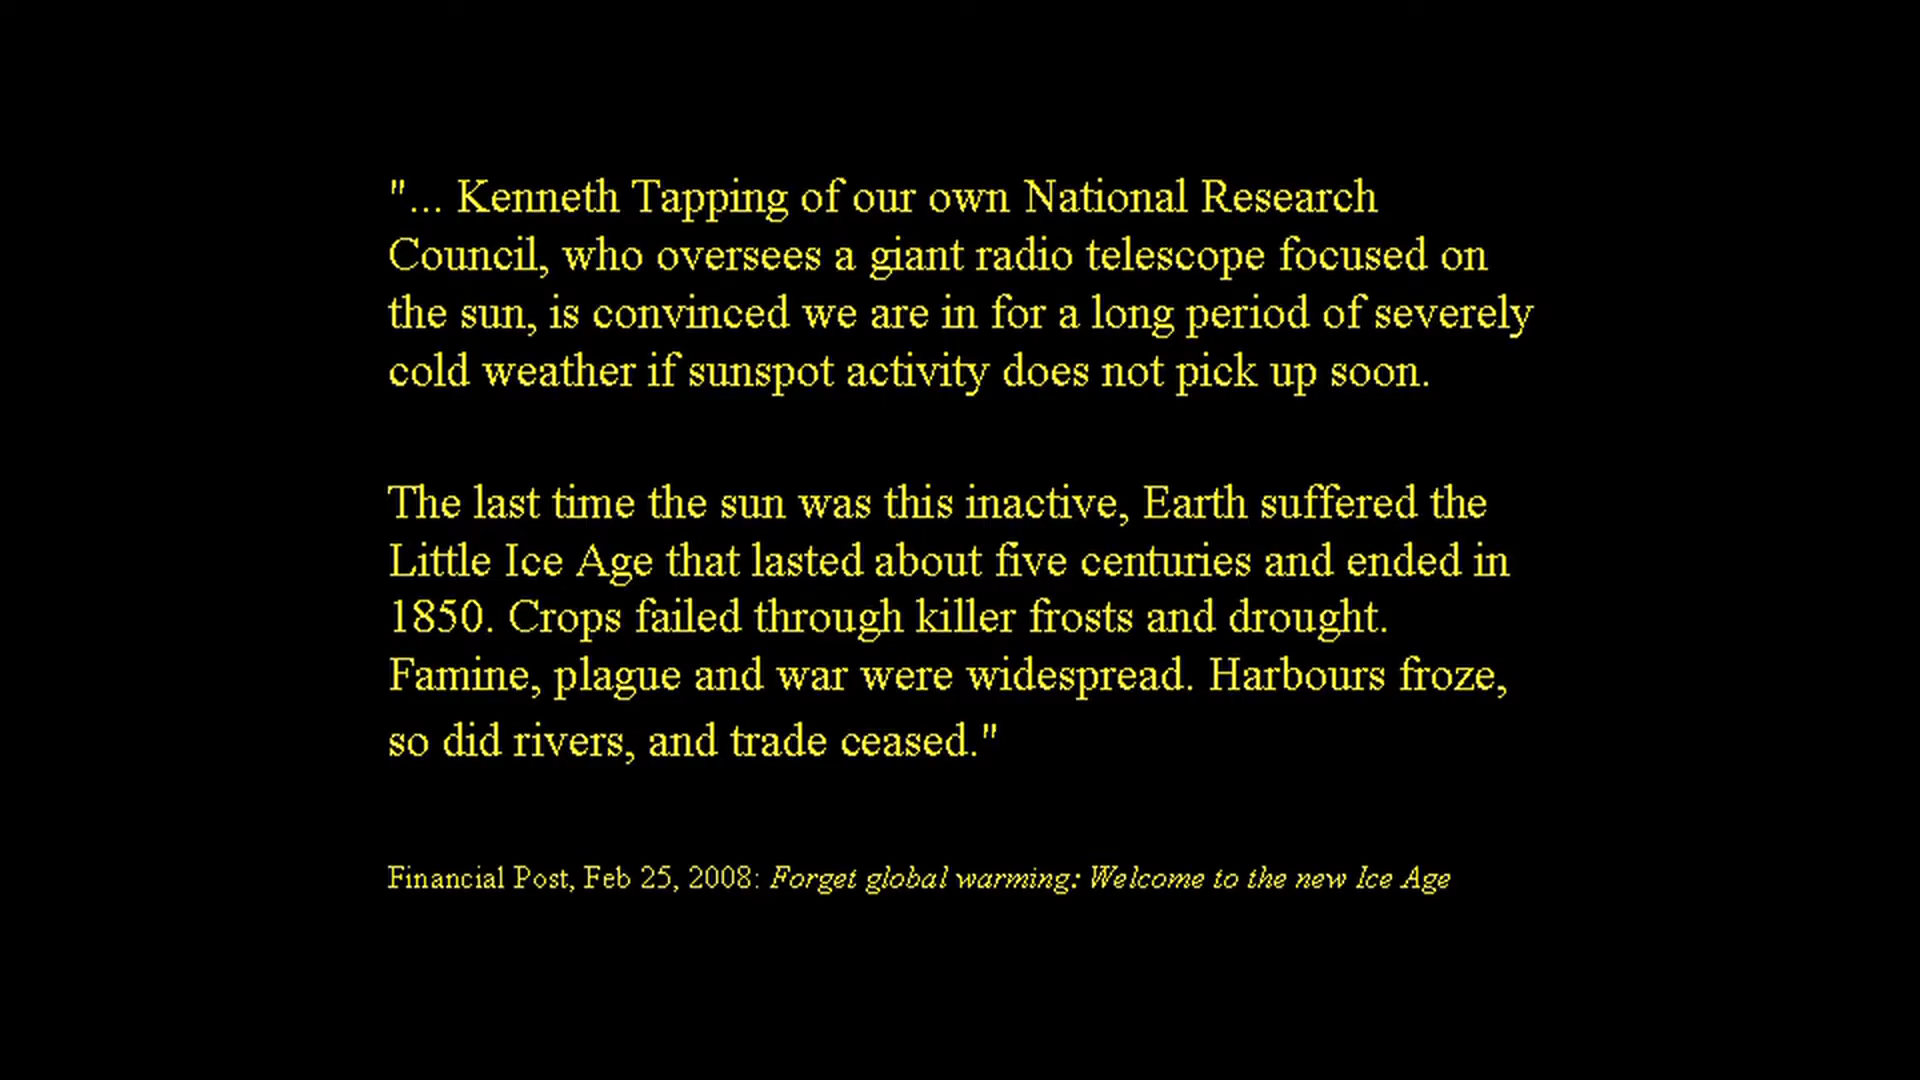 "... Kenneth Tapping of our own National Research
Council, who oversees a giant radio telescope focused on
the sun, is convinced we are in for a long period of severely
cold weather if sunspot activity does not pick up soon.
The last time the sun was this inactive, Earth suffered the
Little Ice Age that lasted about five centuries and ended in
1850. Crops failed through killer frosts and drought.
Famine, plague and war were widespread. Harbours froze,
so did rivers, and trade ceased."
Financial Post, Feb 25, 2008: Forget global warming: Welcome to the new Ice Age